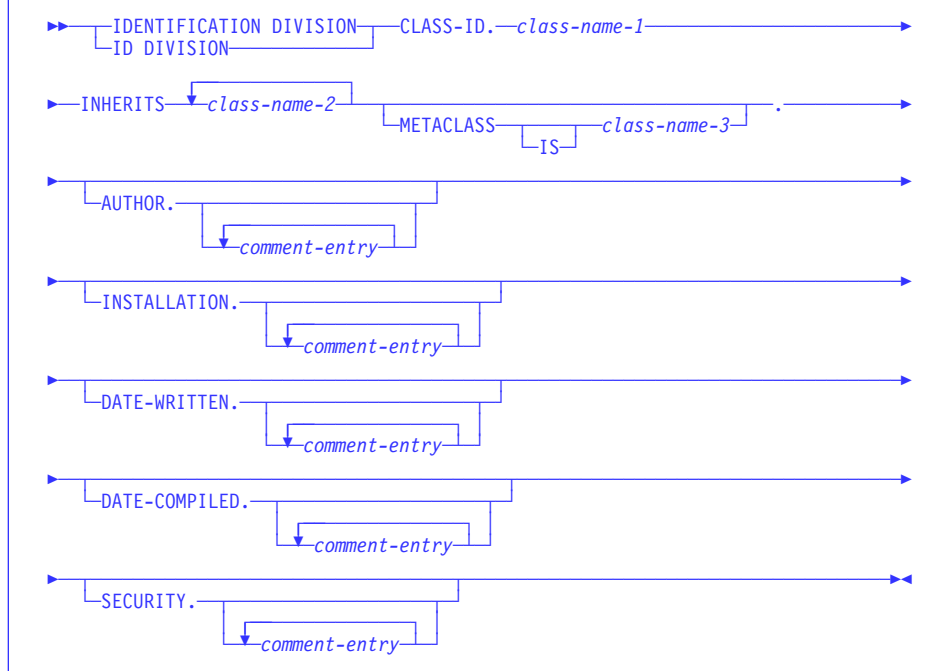 IDENTIFICATION DIVISION CLASS-ID. class-name-1
ID DIVISION
INHERITS class-name-2 .
METACLASS class-name-3
IS
AUTHOR.
comment-entry
INSTALLATION.
comment-entry
DATE-WRITTEN.
comment-entry
DATE-COMPILED.
comment-entry
SECURITY.
comment-entry